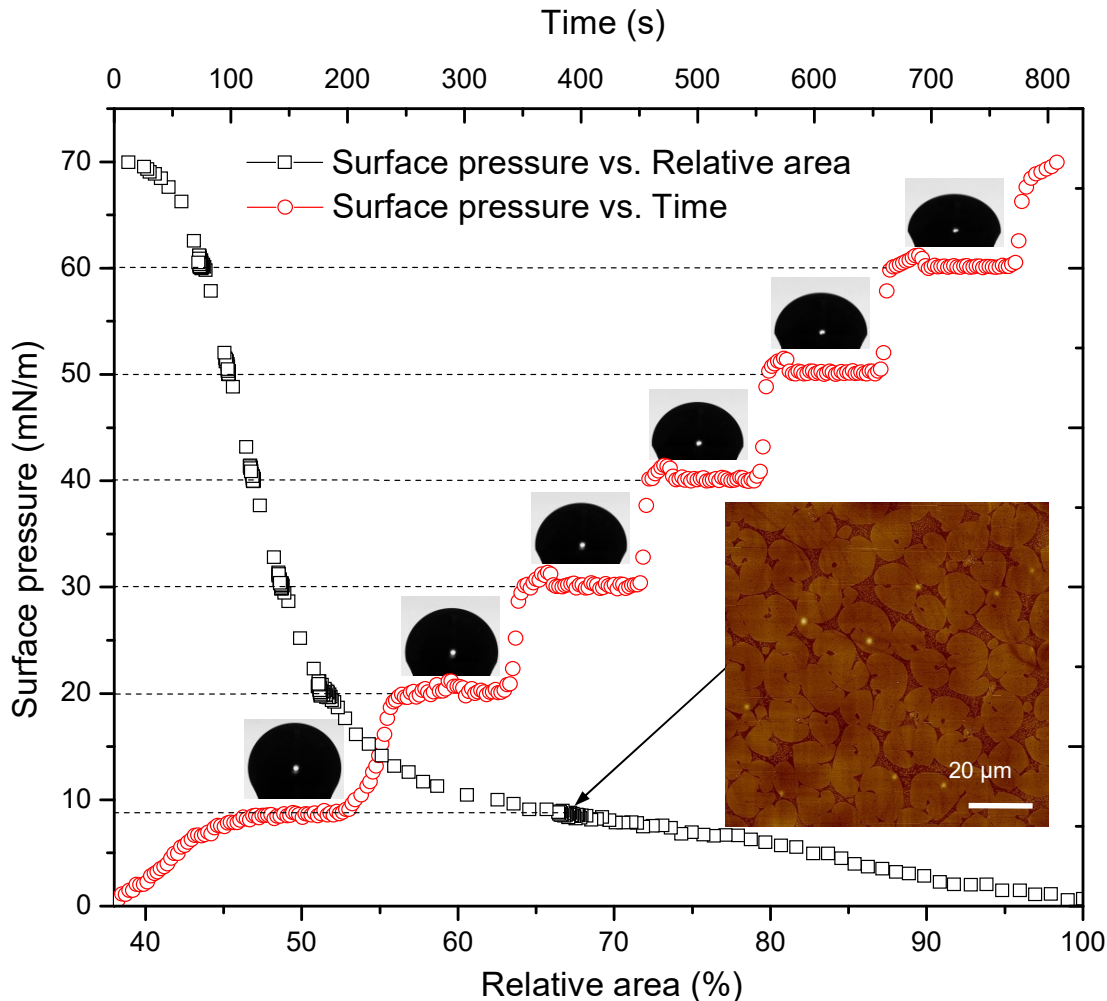 Time (s)
0 100 200 300 400 500 600 700 800
Surface pressure vs. Relative area
Surface pressure vs. Time
70
60
50
40
30
20
10
0
Surface pressure (mN/m)
20 μm
40 50 60 70 80 90 100
Relative area (%)